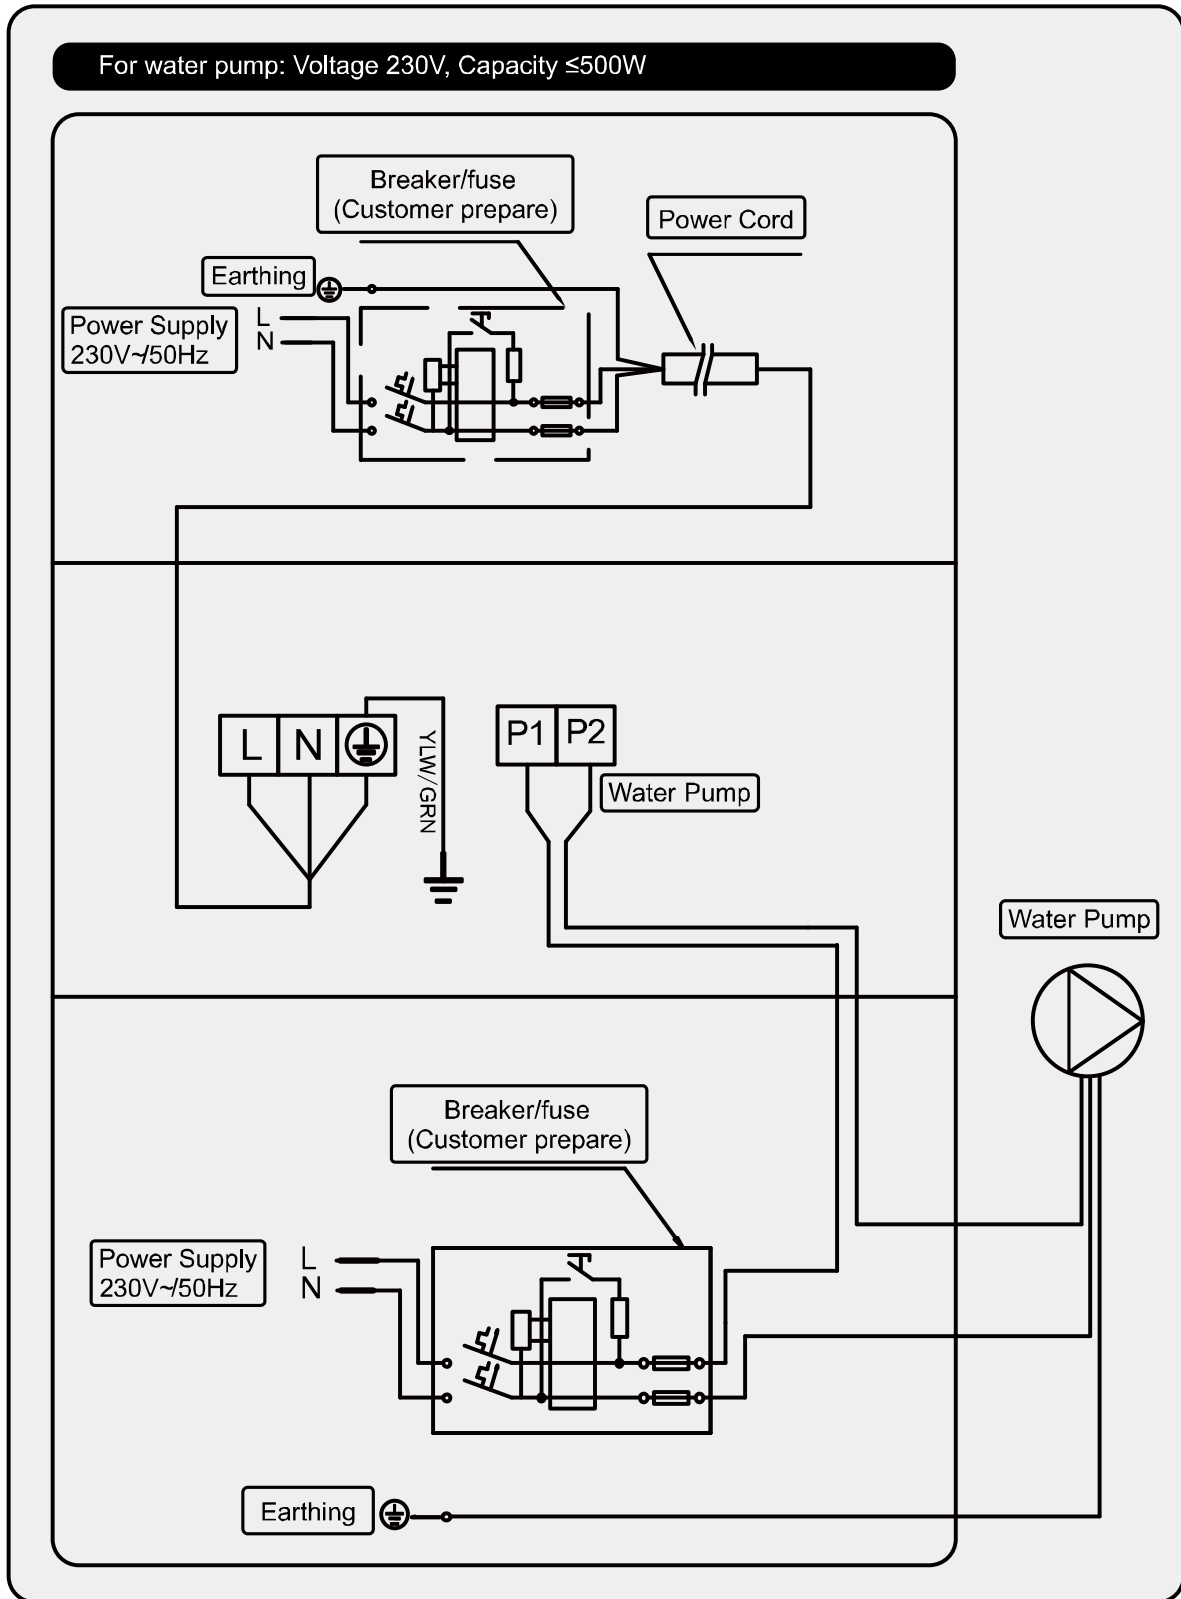 For water pump: Voltage 230V, Capacity ≤500W
Breaker/fuse
(Customer prepare)
Power Cord
Earthing
Power Supply
230V~/50Hz
L
N
L N
YLW/GRN
P1 P2
Water Pump
Water Pump
Breaker/fuse
(Customer prepare)
Power Supply
230V~/50Hz
L
N
Earthing